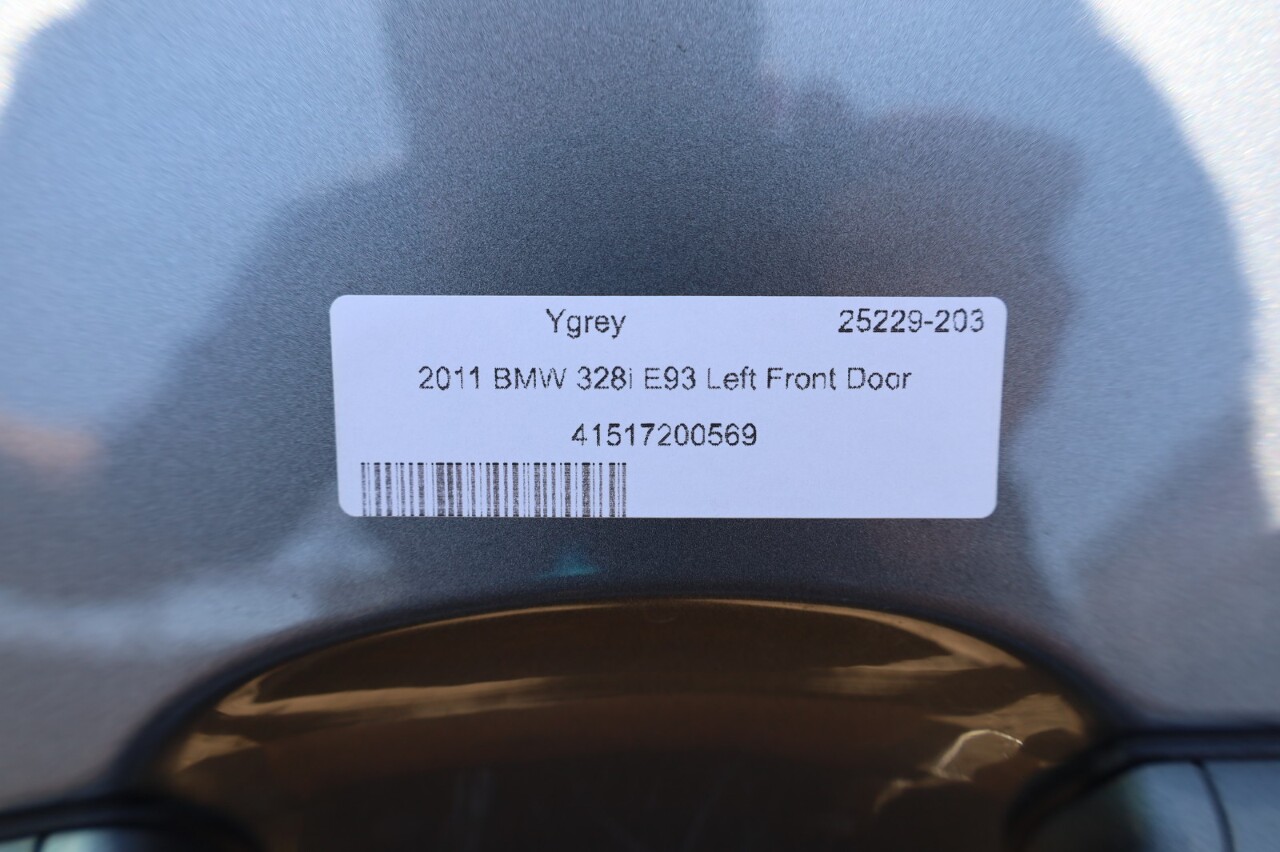 Ygrey 25229-203
2011 BMW 328i E93 Left Front Door
41517200569